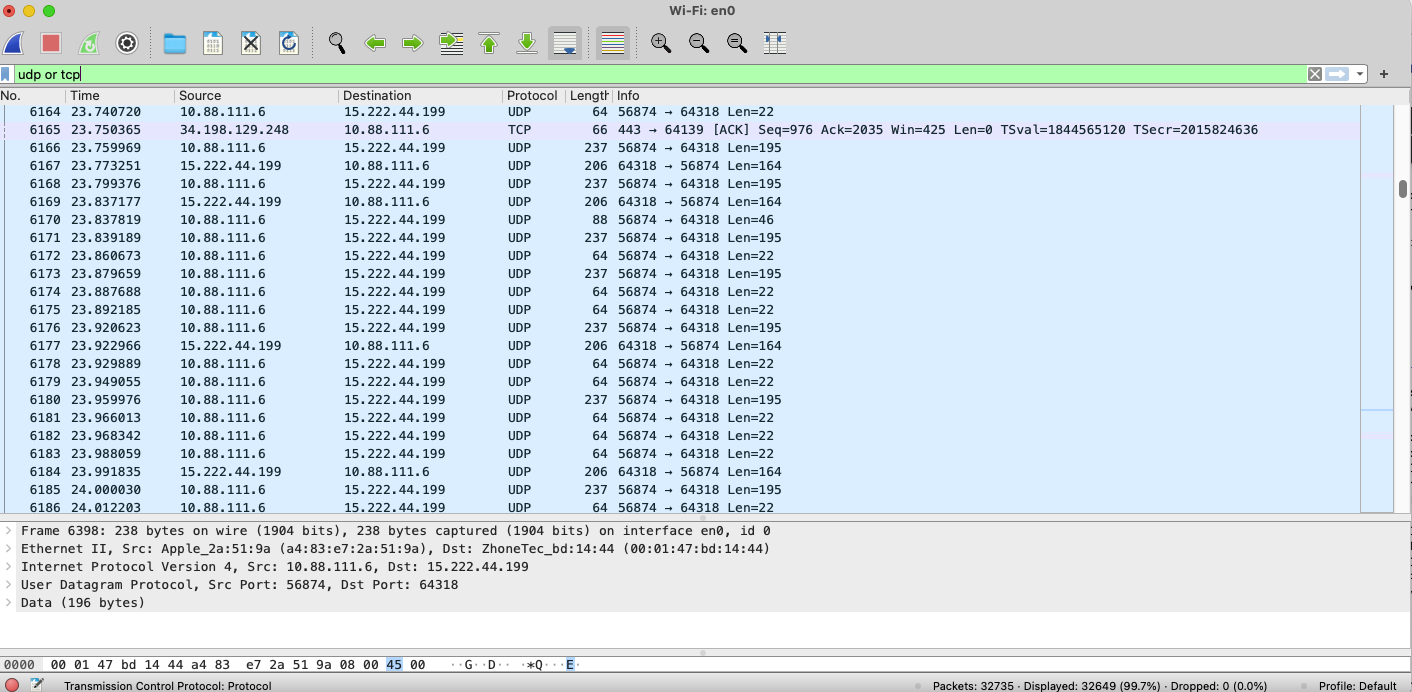 Wi-Fi: en0
udp or tcp
No. Time Source Destination Protocol Length Info
6164 23.740720 10.88.111.6 15.222.44.199 UDP 64 56874 → 64318 Len=22
6165 23.750365 34.198.129.248 10.88.111.6 TCP 66 443 → 64139 [ACK] Seq=976 Ack=2035 Win=425 Len=0 TSval=1844565120 TSecr=2015824636
6166 23.759969 10.88.111.6 15.222.44.199 UDP 237 56874 → 64318 Len=195
6167 23.773251 15.222.44.199 10.88.111.6 UDP 206 64318 → 56874 Len=164
6168 23.799376 10.88.111.6 15.222.44.199 UDP 237 56874 → 64318 Len=195
6169 23.837177 15.222.44.199 10.88.111.6 UDP 206 64318 → 56874 Len=164
6170 23.837819 10.88.111.6 15.222.44.199 UDP 88 56874 → 64318 Len=46
6171 23.839189 10.88.111.6 15.222.44.199 UDP 237 56874 → 64318 Len=195
6172 23.860673 10.88.111.6 15.222.44.199 UDP 64 56874 → 64318 Len=22
6173 23.879659 10.88.111.6 15.222.44.199 UDP 237 56874 → 64318 Len=195
6174 23.887688 10.88.111.6 15.222.44.199 UDP 64 56874 → 64318 Len=22
6175 23.892185 10.88.111.6 15.222.44.199 UDP 64 56874 → 64318 Len=22
6176 23.920623 10.88.111.6 15.222.44.199 UDP 237 56874 → 64318 Len=195
6177 23.922966 15.222.44.199 10.88.111.6 UDP 206 64318 → 56874 Len=164
6178 23.929889 10.88.111.6 15.222.44.199 UDP 64 56874 → 64318 Len=22
6179 23.949055 10.88.111.6 15.222.44.199 UDP 64 56874 → 64318 Len=22
6180 23.959976 10.88.111.6 15.222.44.199 UDP 237 56874 → 64318 Len=195
6181 23.966013 10.88.111.6 15.222.44.199 UDP 64 56874 → 64318 Len=22
6182 23.968342 10.88.111.6 15.222.44.199 UDP 64 56874 → 64318 Len=22
6183 23.988059 10.88.111.6 15.222.44.199 UDP 64 56874 → 64318 Len=22
6184 23.991835 15.222.44.199 10.88.111.6 UDP 206 64318 → 56874 Len=164
6185 24.000030 10.88.111.6 15.222.44.199 UDP 237 56874 → 64318 Len=195
6186 24.012203 10.88.111.6 15.222.44.199 UDP 64 56874 → 64318 Len=22
Frame 6398: 238 bytes on wire (1904 bits), 238 bytes captured (1904 bits) on interface en0, id 0
Ethernet II, Src: Apple_2a:51:9a (a4:83:e7:2a:51:9a), Dst: ZhoneTec_bd:14:44 (00:01:47:bd:14:44)
Internet Protocol Version 4, Src: 10.88.111.6, Dst: 15.222.44.199
User Datagram Protocol, Src Port: 56874, Dst Port: 64318
Data (196 bytes)
0000 00 01 47 bd 14 44 a4 83 e7 2a 51 9a 08 00 45 00 ··G··D·· ·*Q···E·
Transmission Control Protocol: Protocol Packets: 32735 · Displayed: 32649 (99.7%) · Dropped: 0 (0.0%) Profile: Default